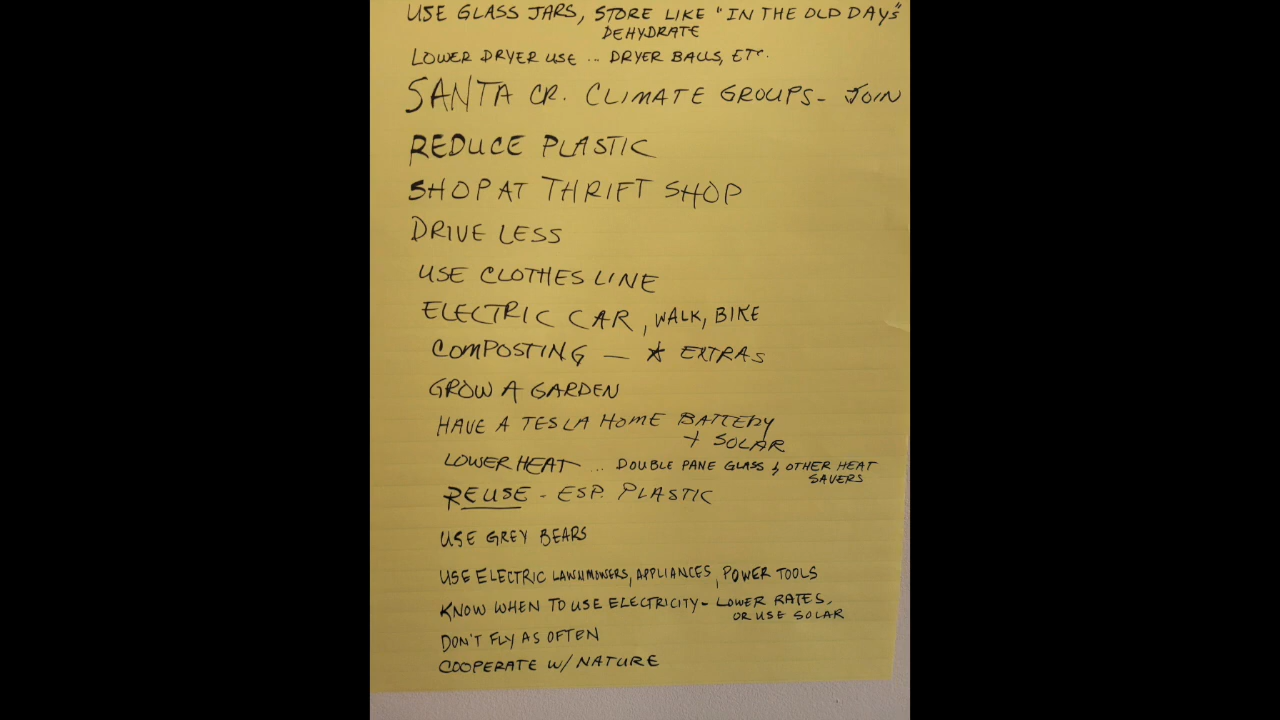 USE GLASS JARS, STORE LIKE "IN THE OLD DAYS"
DEHYDRATE
LOWER DRYER USE ... DRYER BALLS, ETC.
SANTA CR. CLIMATE GROUPS - JOIN
REDUCE PLASTIC
SHOP AT THRIFT SHOP
DRIVE LESS
USE CLOTHES LINE
ELECTRIC CAR, WALK, BIKE
COMPOSTING — ★ EXTRAS
GROW A GARDEN
HAVE A TESLA HOME BATTERY
+ SOLAR
LOWER HEAT ... DOUBLE PANE GLASS & OTHER HEAT
SAVERS
REUSE - ESP. PLASTIC
USE GREY BEARS
USE ELECTRIC LAWNMOWERS, APPLIANCES, POWER TOOLS
KNOW WHEN TO USE ELECTRICITY - LOWER RATES,
OR USE SOLAR
DON'T FLY AS OFTEN
COOPERATE W/ NATURE